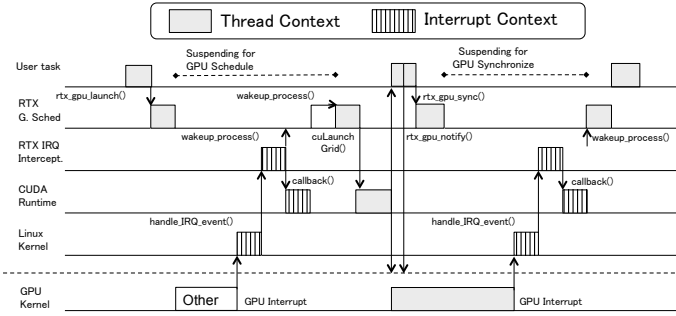 Thread Context
Interrupt Context
Suspending for
GPU Schedule
Suspending for
GPU Synchronize
User task
rtx_gpu_launch()
wakeup_process()
rtx_gpu_sync()
RTX
G. Sched
wakeup_process()
cuLaunch
Grid()
rtx_gpu_notify()
wakeup_process()
RTX IRQ
Intercept.
callback()
callback()
CUDA
Runtime
handle_IRQ_event()
handle_IRQ_event()
Linux
Kernel
GPU
Kernel
Other
GPU Interrupt
GPU Interrupt